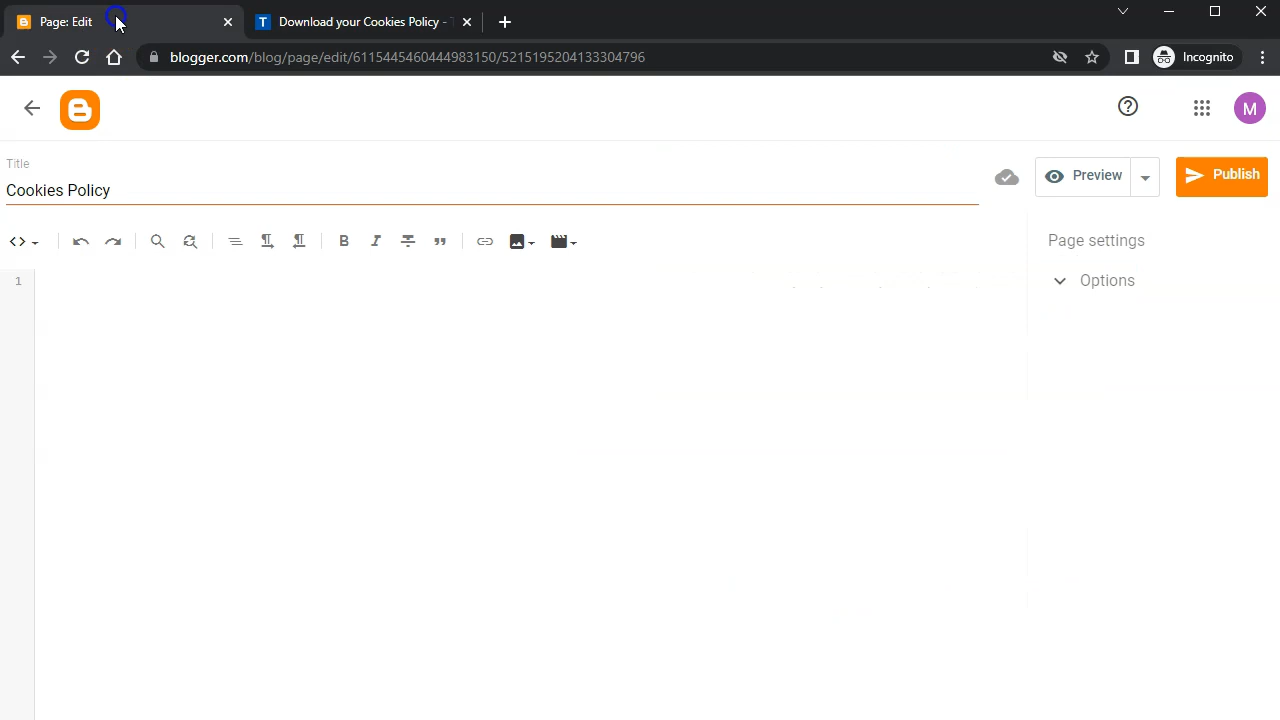 Page: Edit
Download your Cookies Policy -
blogger.com/blog/page/edit/6115445460444983150/5215195204133304796
Incognito
M
Title
Cookies Policy
Preview
Publish
Page settings
1
Options